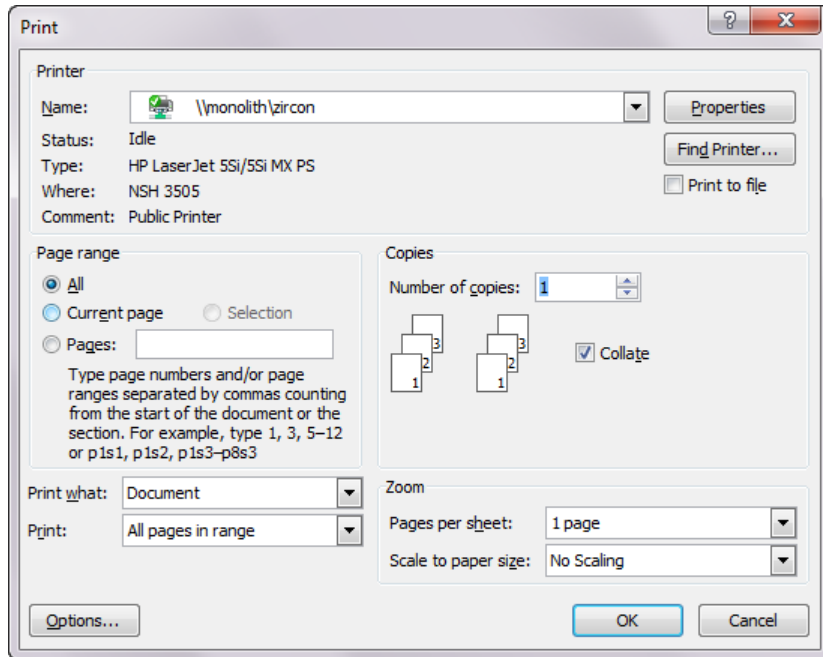 Print
Printer
Name: \\monolith\zircon
Properties
Status: Idle
Find Printer...
Type: HP LaserJet 5Si/5Si MX PS
Where: NSH 3505
Print to file
Comment: Public Printer
Page range
All
Current page
Selection
Pages:
Type page numbers and/or page
ranges separated by commas counting
from the start of the document or the
section. For example, type 1, 3, 5–12
or p1s1, p1s2, p1s3–p8s3
Copies
Number of copies: 1
3 3
2 2
1 1
Collate
Print what: Document
Print: All pages in range
Zoom
Pages per sheet: 1 page
Scale to paper size: No Scaling
Options...
OK
Cancel